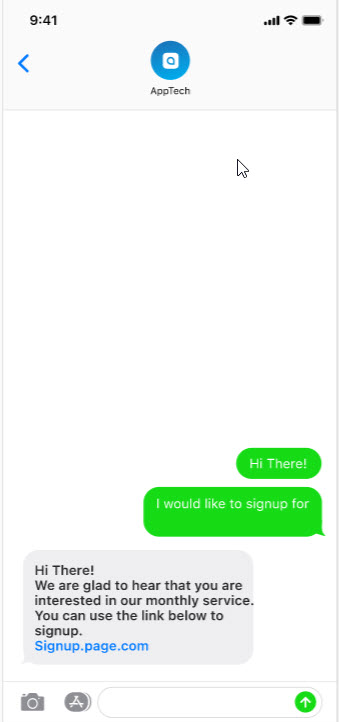 9:41
AppTech
Hi There!
I would like to signup for
Hi There!
We are glad to hear that you are
interested in our monthly service.
You can use the link below to
signup.
Signup.page.com